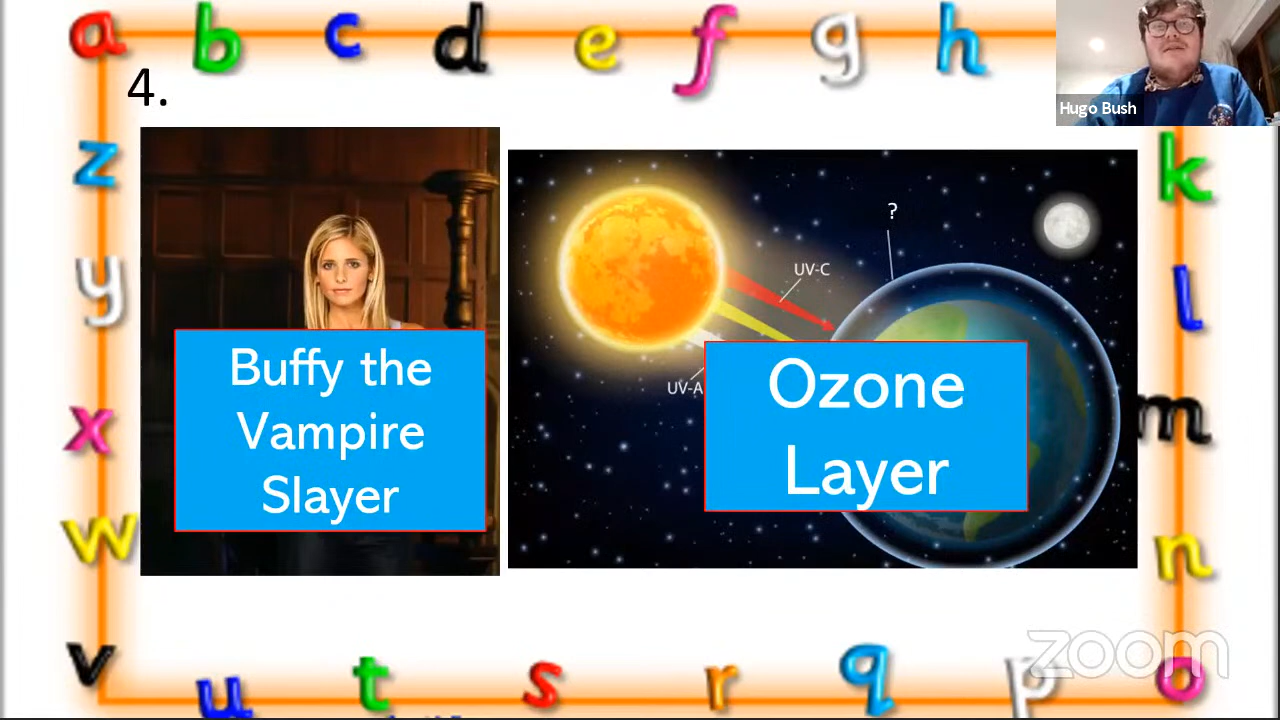 a b c d e f g h
4.
Hugo Bush
z
k
?
UV-C
y
l
Buffy the
Vampire
Slayer
UV-A
Ozone
Layer
x
m
w
n
zoom
v u t s r q p o